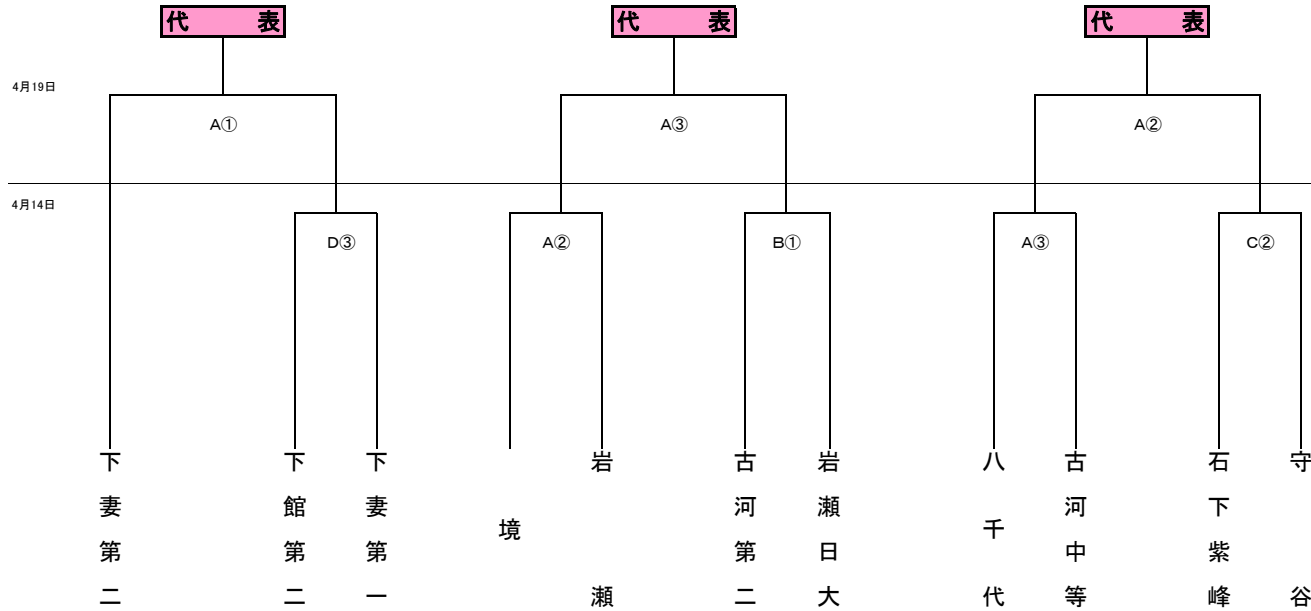 代　　表
代　　表
代　　表
4月19日
A①
A③
A②
4月14日
D③
A②
B①
A③
C②
下妻第二
下館第二
下妻第一
境
岩瀬
古河第二
岩瀬日大
八千代
古河中等
石下紫峰
守谷